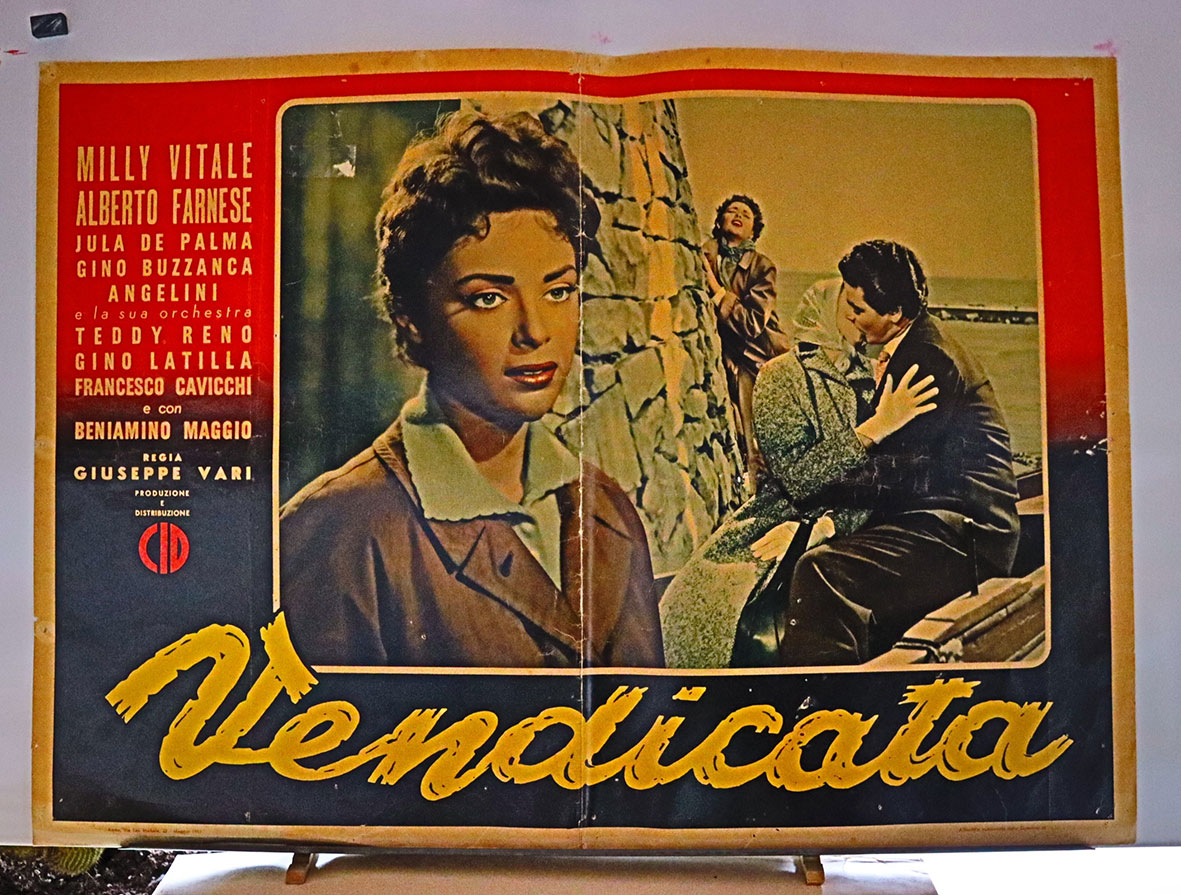 MILLY VITALE
ALBERTO FARNESE
JULA DE PALMA
GINO BUZZANCA
ANGELINI
e la sua orchestra
TEDDY RENO
GINO LATILLA
FRANCESCO CAVICCHI
e con
BENIAMINO MAGGIO
REGIA
GIUSEPPE VARI
PRODUZIONE
E
DISTRIBUZIONE
CID
Vendicata